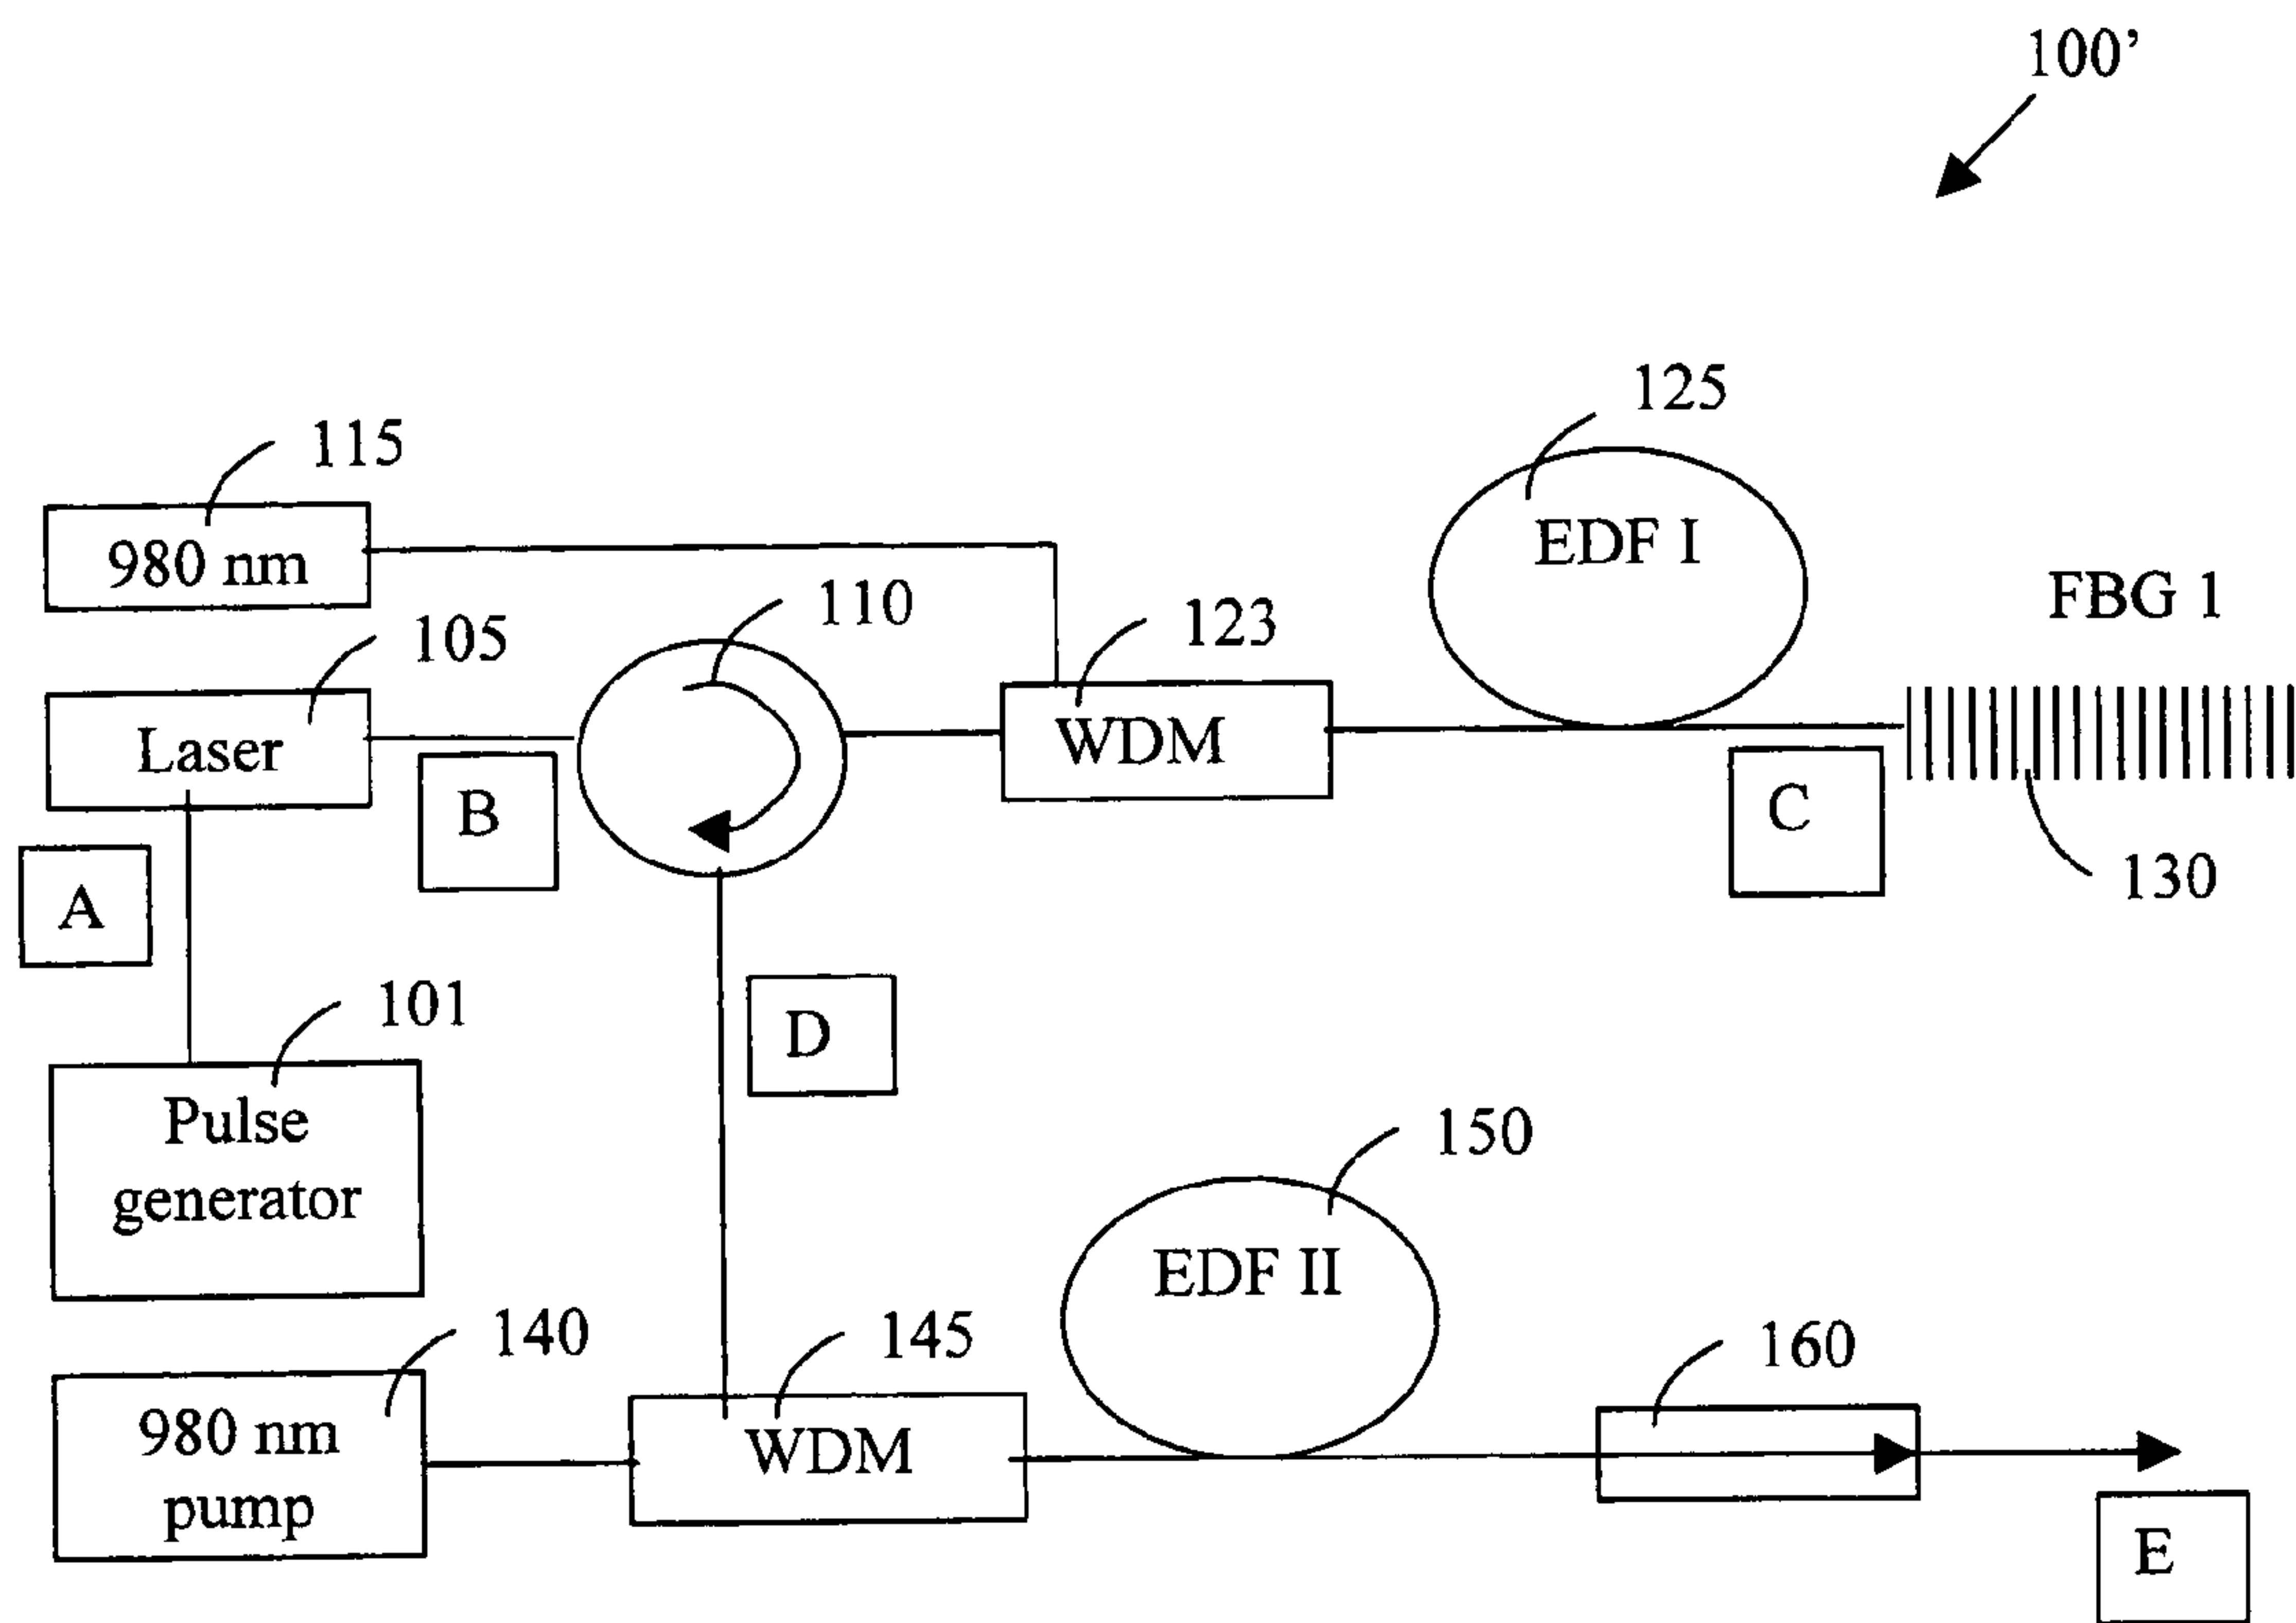 100’
125
115
EDF I
980 nm
FBG 1
110
123
105
WDM
Laser
B
C
130
A
D
101
Pulse
generator
150
EDF II
140
145
160
980 nm
pump
WDM
E